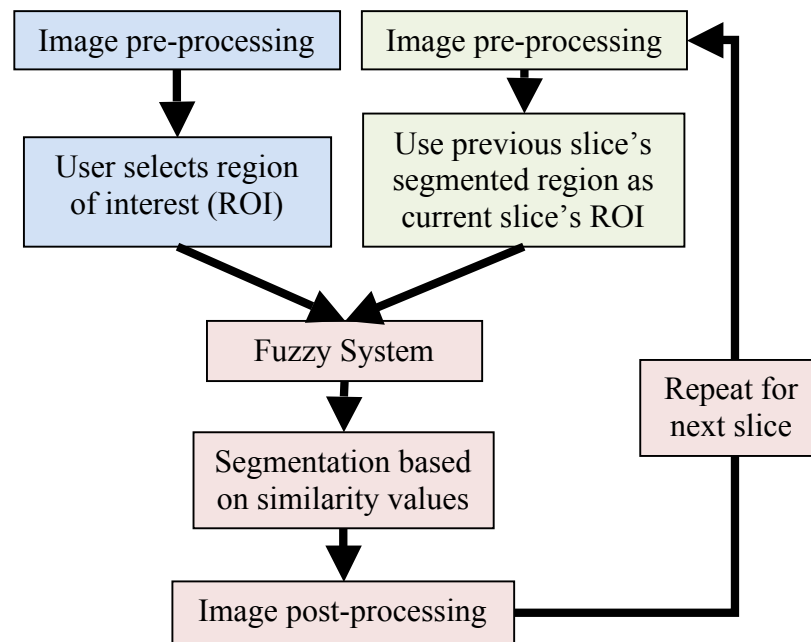 Image pre-processing
Image pre-processing
User selects region
of interest (ROI)
Use previous slice’s
segmented region as
current slice’s ROI
Fuzzy System
Segmentation based
on similarity values
Image post-processing
Repeat for
next slice